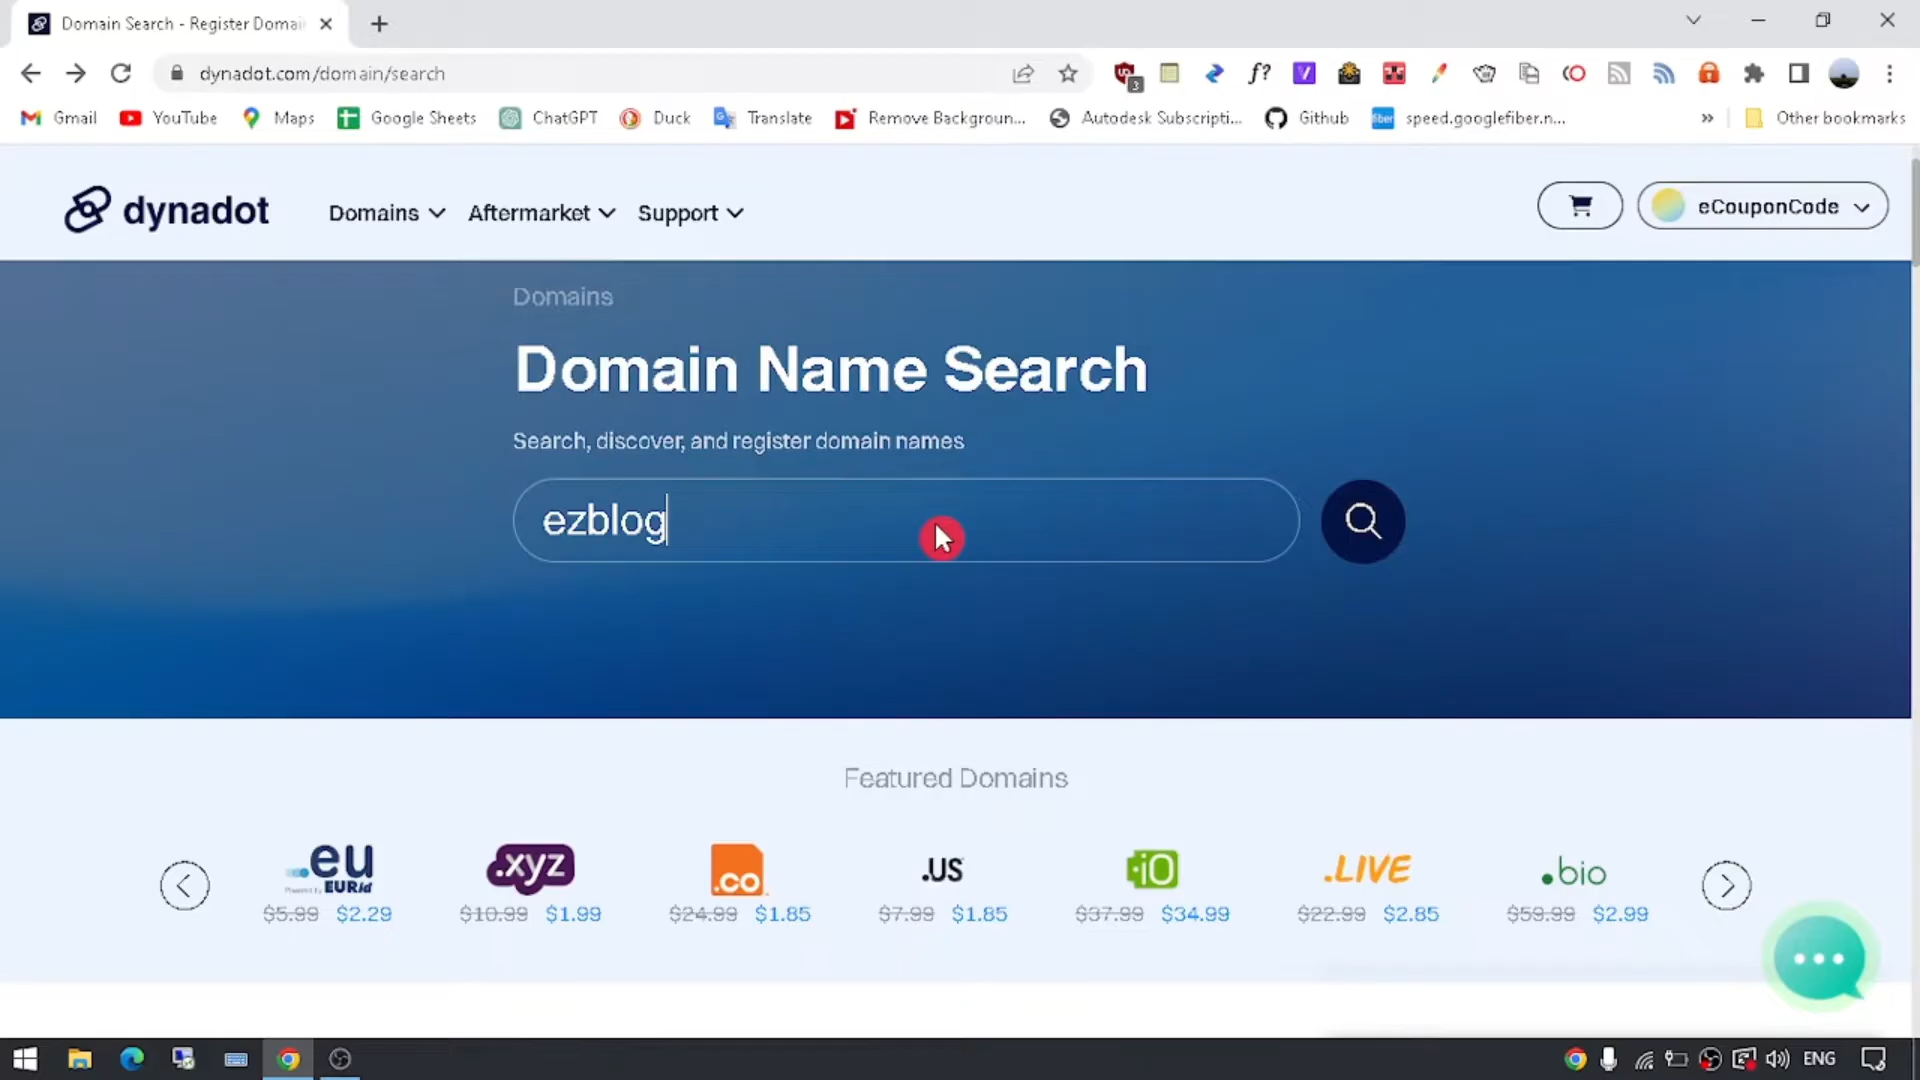 Domain Search - Register Domai
dynadot.com/domain/search
3
f?
Gmail YouTube Maps Google Sheets ChatGPT Duck Translate Remove Backgroun... Autodesk Subscripti... Github fiber speed.googlefiber.n... » Other bookmarks
dynadot Domains Aftermarket Support eCouponCode
Domains
Domain Name Search
Search, discover, and register domain names
ezblog
Featured Domains
.eu
Powered by EURid
.xyz
.co
.US
.iO
.LIVE
.bio
$5.99 $2.29
$10.99 $1.99
$24.99 $1.85
$7.99 $1.85
$37.99 $34.99
$22.99 $2.85
$59.99 $2.99
ENG